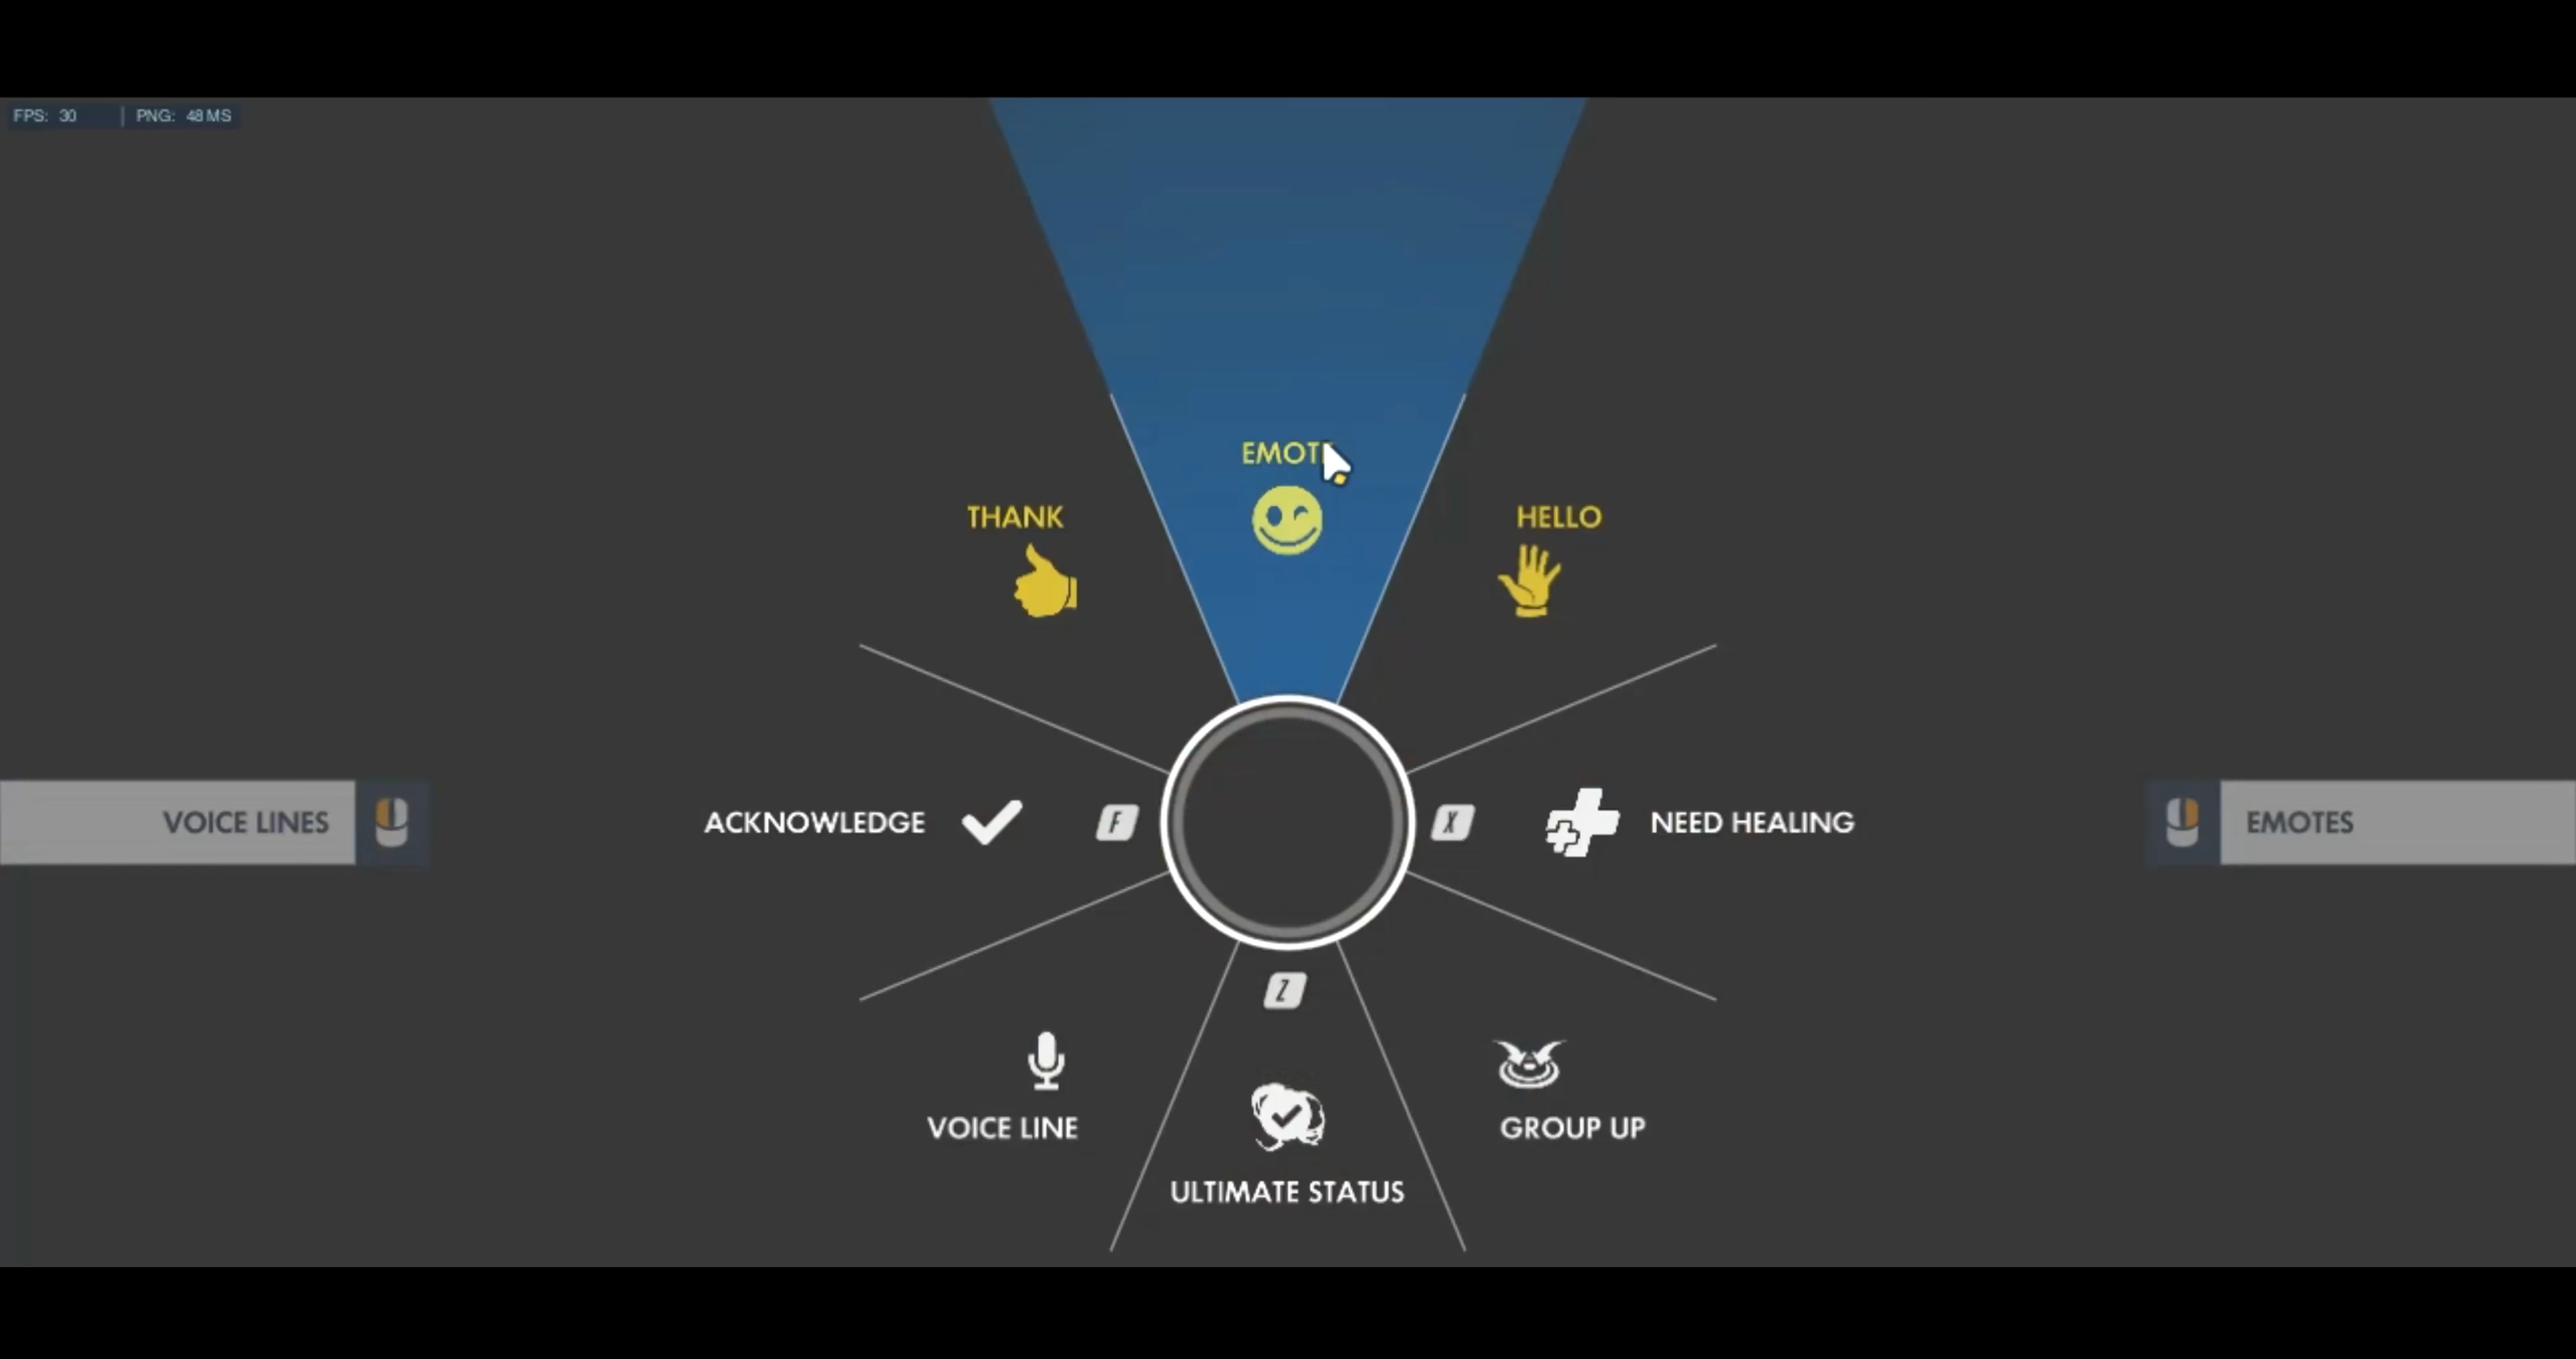 FPS: 30 | PNG: 48 MS
EMOTE
THANK
HELLO
VOICE LINES
ACKNOWLEDGE
F
X
NEED HEALING
EMOTES
Z
VOICE LINE
GROUP UP
ULTIMATE STATUS